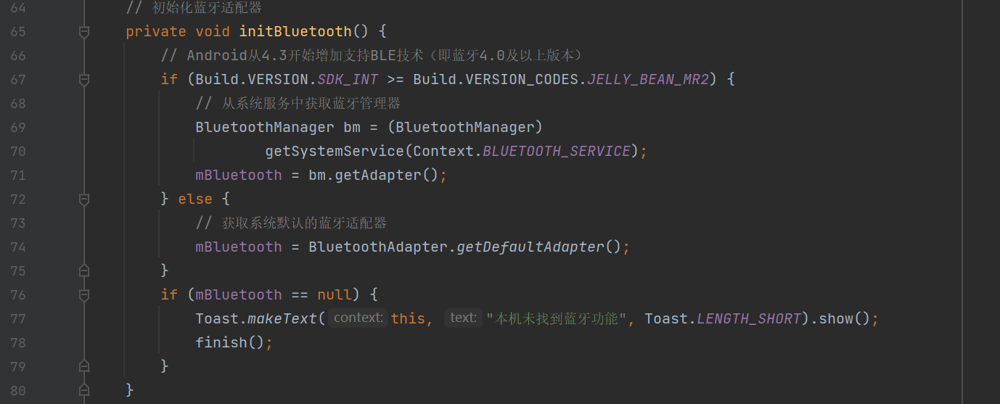 64 // 初始化蓝牙适配器
65 private void initBluetooth() {
66 // Android从4.3开始增加支持BLE技术（即蓝牙4.0及以上版本）
67 if (Build.VERSION.SDK_INT >= Build.VERSION_CODES.JELLY_BEAN_MR2) {
68 // 从系统服务中获取蓝牙管理器
69 BluetoothManager bm = (BluetoothManager)
70 getSystemService(Context.BLUETOOTH_SERVICE);
71 mBluetooth = bm.getAdapter();
72 } else {
73 // 获取系统默认的蓝牙适配器
74 mBluetooth = BluetoothAdapter.getDefaultAdapter();
75 }
76 if (mBluetooth == null) {
77 Toast.makeText( context: this, text: "本机未找到蓝牙功能", Toast.LENGTH_SHORT).show();
78 finish();
79 }
80 }